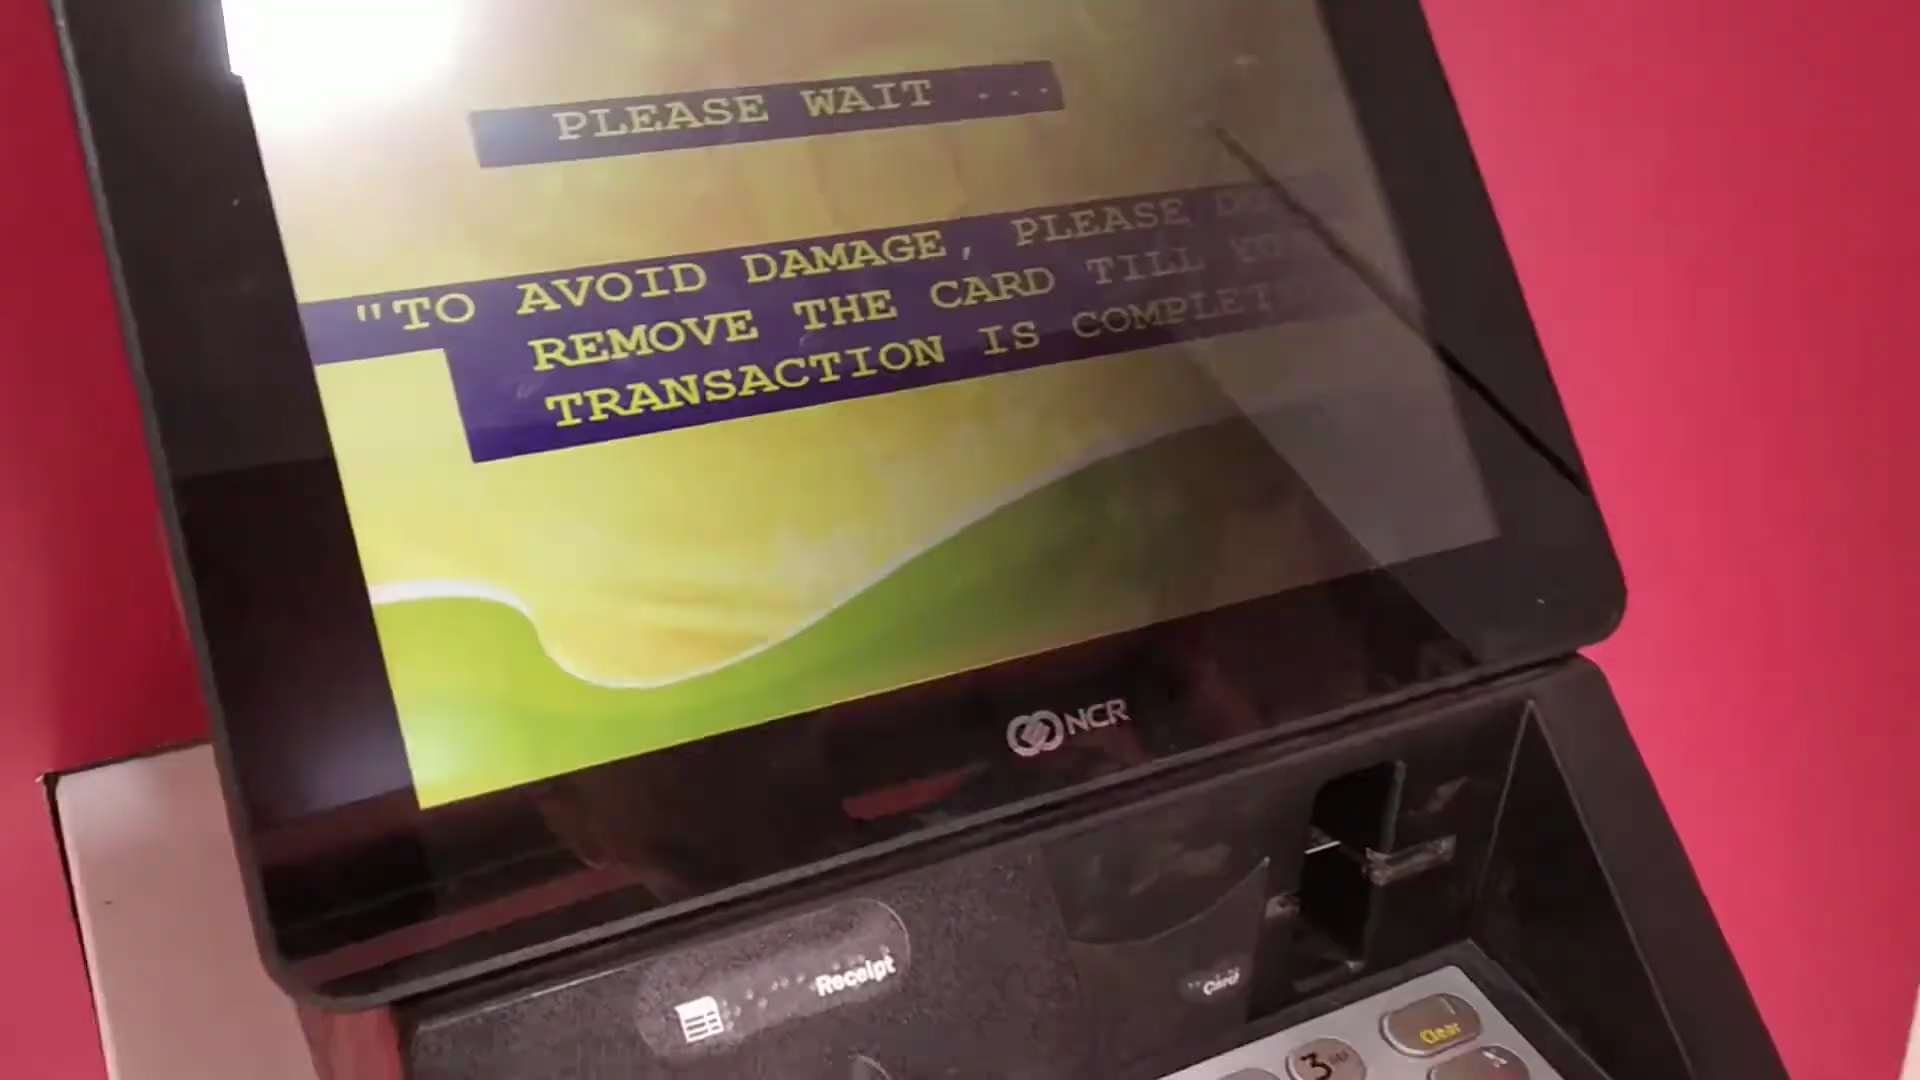 PLEASE WAIT ...
"TO AVOID DAMAGE, PLEASE
REMOVE THE CARD TILL
TRANSACTION IS
NCR
Receipt
Card
Clear
3